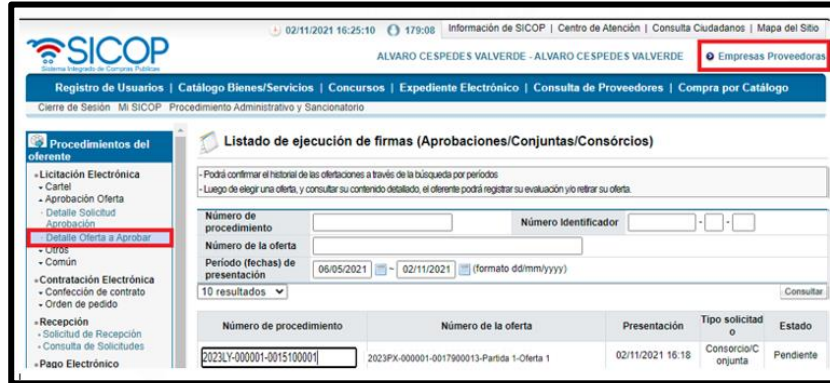 02/11/2021 16:25:10 179:08 Información de SICOP | Centro de Atención | Consulta Ciudadanos | Mapa del Sitio
SICOP
Sistema Integrado de Compras Públicas
ALVARO CESPEDES VALVERDE - ALVARO CESPEDES VALVERDE Empresas Proveedoras
Registro de Usuarios | Catálogo Bienes/Servicios | Concursos | Expediente Electrónico | Consulta de Proveedores | Compra por Catálogo
Cierre de Sesión Mi SICOP Procedimiento Administrativo y Sancionatorio
Procedimientos del
oferente
Licitación Electrónica
Cartel
Aprobación Oferta
Detalle Solicitud
Aprobación
Detalle Oferta a Aprobar
Otros
Común
Contratación Electrónica
Confección de contrato
Orden de pedido
Recepción
Solicitud de Recepción
Consulta de Solicitudes
Pago Electrónico
Listado de ejecución de firmas (Aprobaciones/Conjuntas/Consórcios)
- Podrá confirmar el historial de las ofertaciones a través de la búsqueda por períodos
- Luego de elegir una oferta, y consultar su contenido detallado, el oferente podrá registrar su evaluación y/o retirar su oferta.
Número de
procedimiento
Número Identificador - -
Número de la oferta
Período (fechas) de
presentación
06/05/2021 ~ 02/11/2021 (formato dd/mm/yyyy)
10 resultados Consultar
Número de procedimiento Número de la oferta Presentación Tipo solicitad
o Estado
2023LY-000001-0015100001 2023PX-000001-0017900013-Partida 1-Oferta 1 02/11/2021 16:18 Consorcio/C
onjunta Pendiente